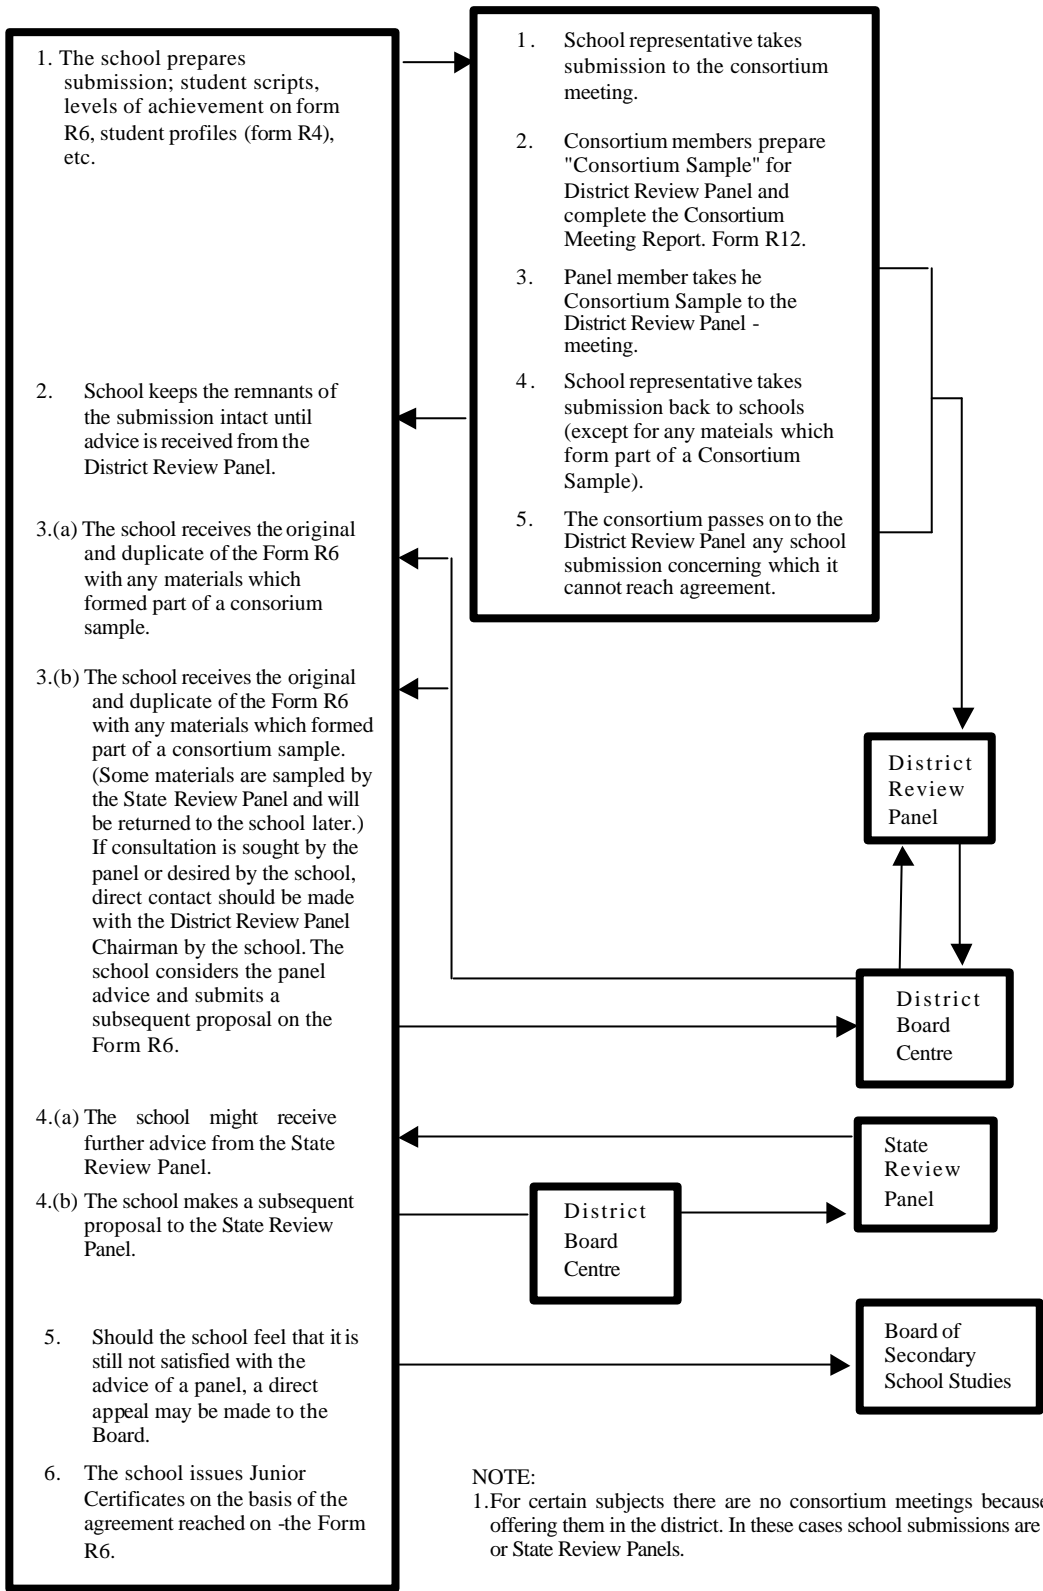 1. The school prepares
submission; student scripts,
levels of achievement on form
R6, student profiles (form R4),
etc.
2. School keeps the remnants of
the submission intact until
advice is received from the
District Review Panel.
3.(a) The school receives the original
and duplicate of the Form R6
with any materials which
formed part of a consorium
sample.
3.(b) The school receives the original
and duplicate of the Form R6
with any materials which formed
part of a consortium sample.
(Some materials are sampled by
the State Review Panel and will
be returned to the school later.)
If consultation is sought by the
panel or desired by the school,
direct contact should be made
with the District Review Panel
Chairman by the school. The
school considers the panel
advice and submits a
subsequent proposal on the
Form R6.
4.(a) The school might receive
further advice from the State
Review Panel.
4.(b) The school makes a subsequent
proposal to the State Review
Panel.
5. Should the school feel that it is
still not satisfied with the
advice of a panel, a direct
appeal may be made to the
Board.
6. The school issues Junior
Certificates on the basis of the
agreement reached on -the Form
R6.
1. School representative takes
submission to the consortium
meeting.
2. Consortium members prepare
"Consortium Sample" for
District Review Panel and
complete the Consortium
Meeting Report. Form R12.
3. Panel member takes he
Consortium Sample to the
District Review Panel -
meeting.
4. School representative takes
submission back to schools
(except for any mateials which
form part of a Consortium
Sample).
5. The consortium passes on to the
District Review Panel any school
submission concerning which it
cannot reach agreement.
District
Review
Panel
District
Board
Centre
State
Review
Panel
District
Board
Centre
Board of
Secondary
School Studies
NOTE:
1.For certain subjects there are no consortium meetings because
offering them in the district. In these cases school submissions are
or State Review Panels.